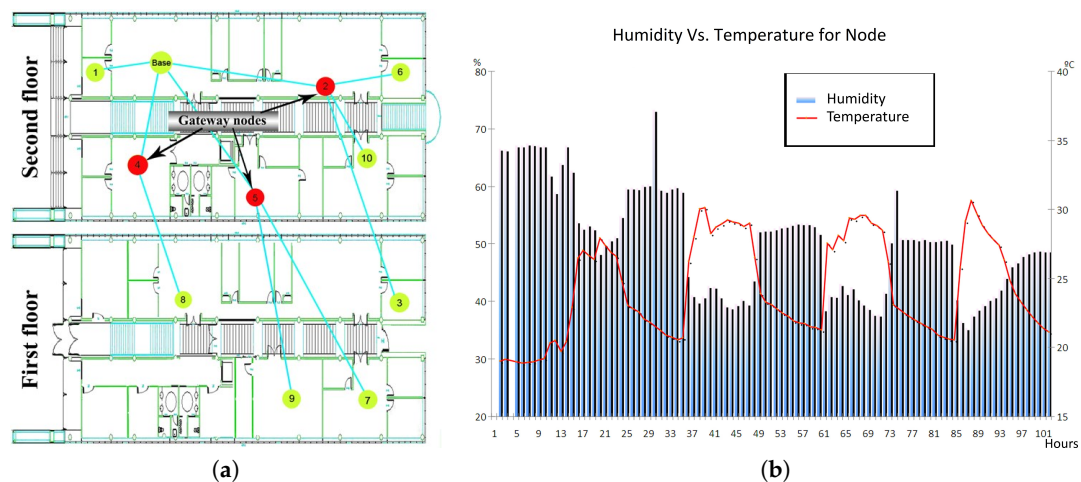 Second floor
1
Base
2
6
Gateway nodes
10
4
5
First floor
8
3
9
7
(a)
Humidity Vs. Temperature for Node
%
ºC
80
70
60
50
40
30
20
40
35
30
25
20
15
Humidity
Temperature
1 5 9 13 17 21 25 29 31 37 41 45 47 53 57 61 65 69 73 77 81 85 89 93 97 101
Hours
(b)